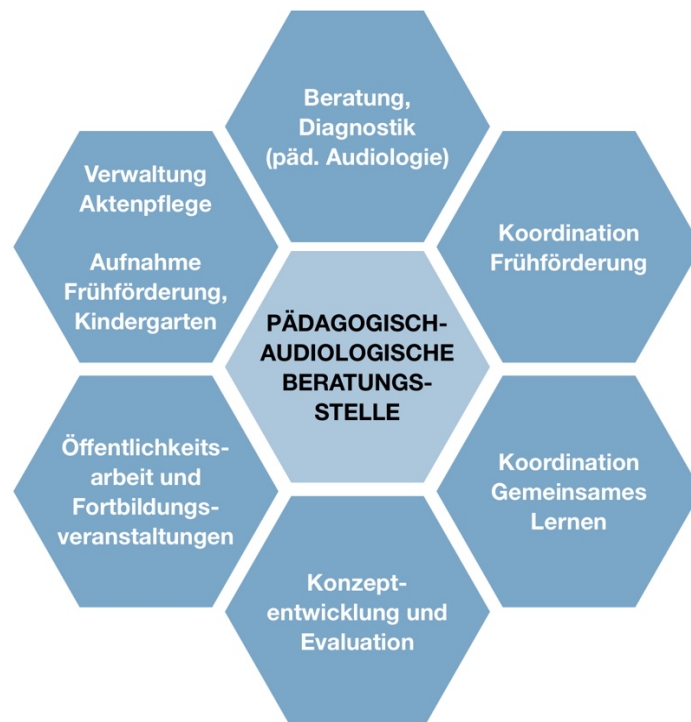 Beratung,
Diagnostik
(päd. Audiologie)
Verwaltung
Aktenpflege
Aufnahme
Frühförderung,
Kindergarten
Koordination
Frühförderung
PÄDAGOGISCH-
AUDIOLOGISCHE
BERATUNGS-
STELLE
Öffentlichkeits-
arbeit und
Fortbildungs-
veranstaltungen
Koordination
Gemeinsames
Lernen
Konzept-
entwicklung und
Evaluation